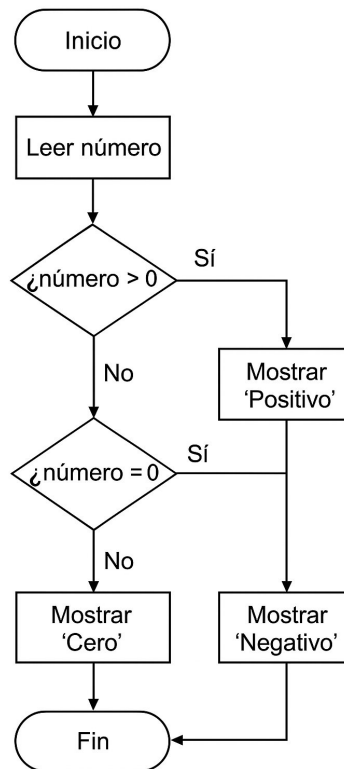 Inicio
Leer número
¿número > 0
Sí
No
Mostrar
‘Positivo’
¿número = 0
Sí
No
Mostrar
‘Cero’
Mostrar
‘Negativo’
Fin